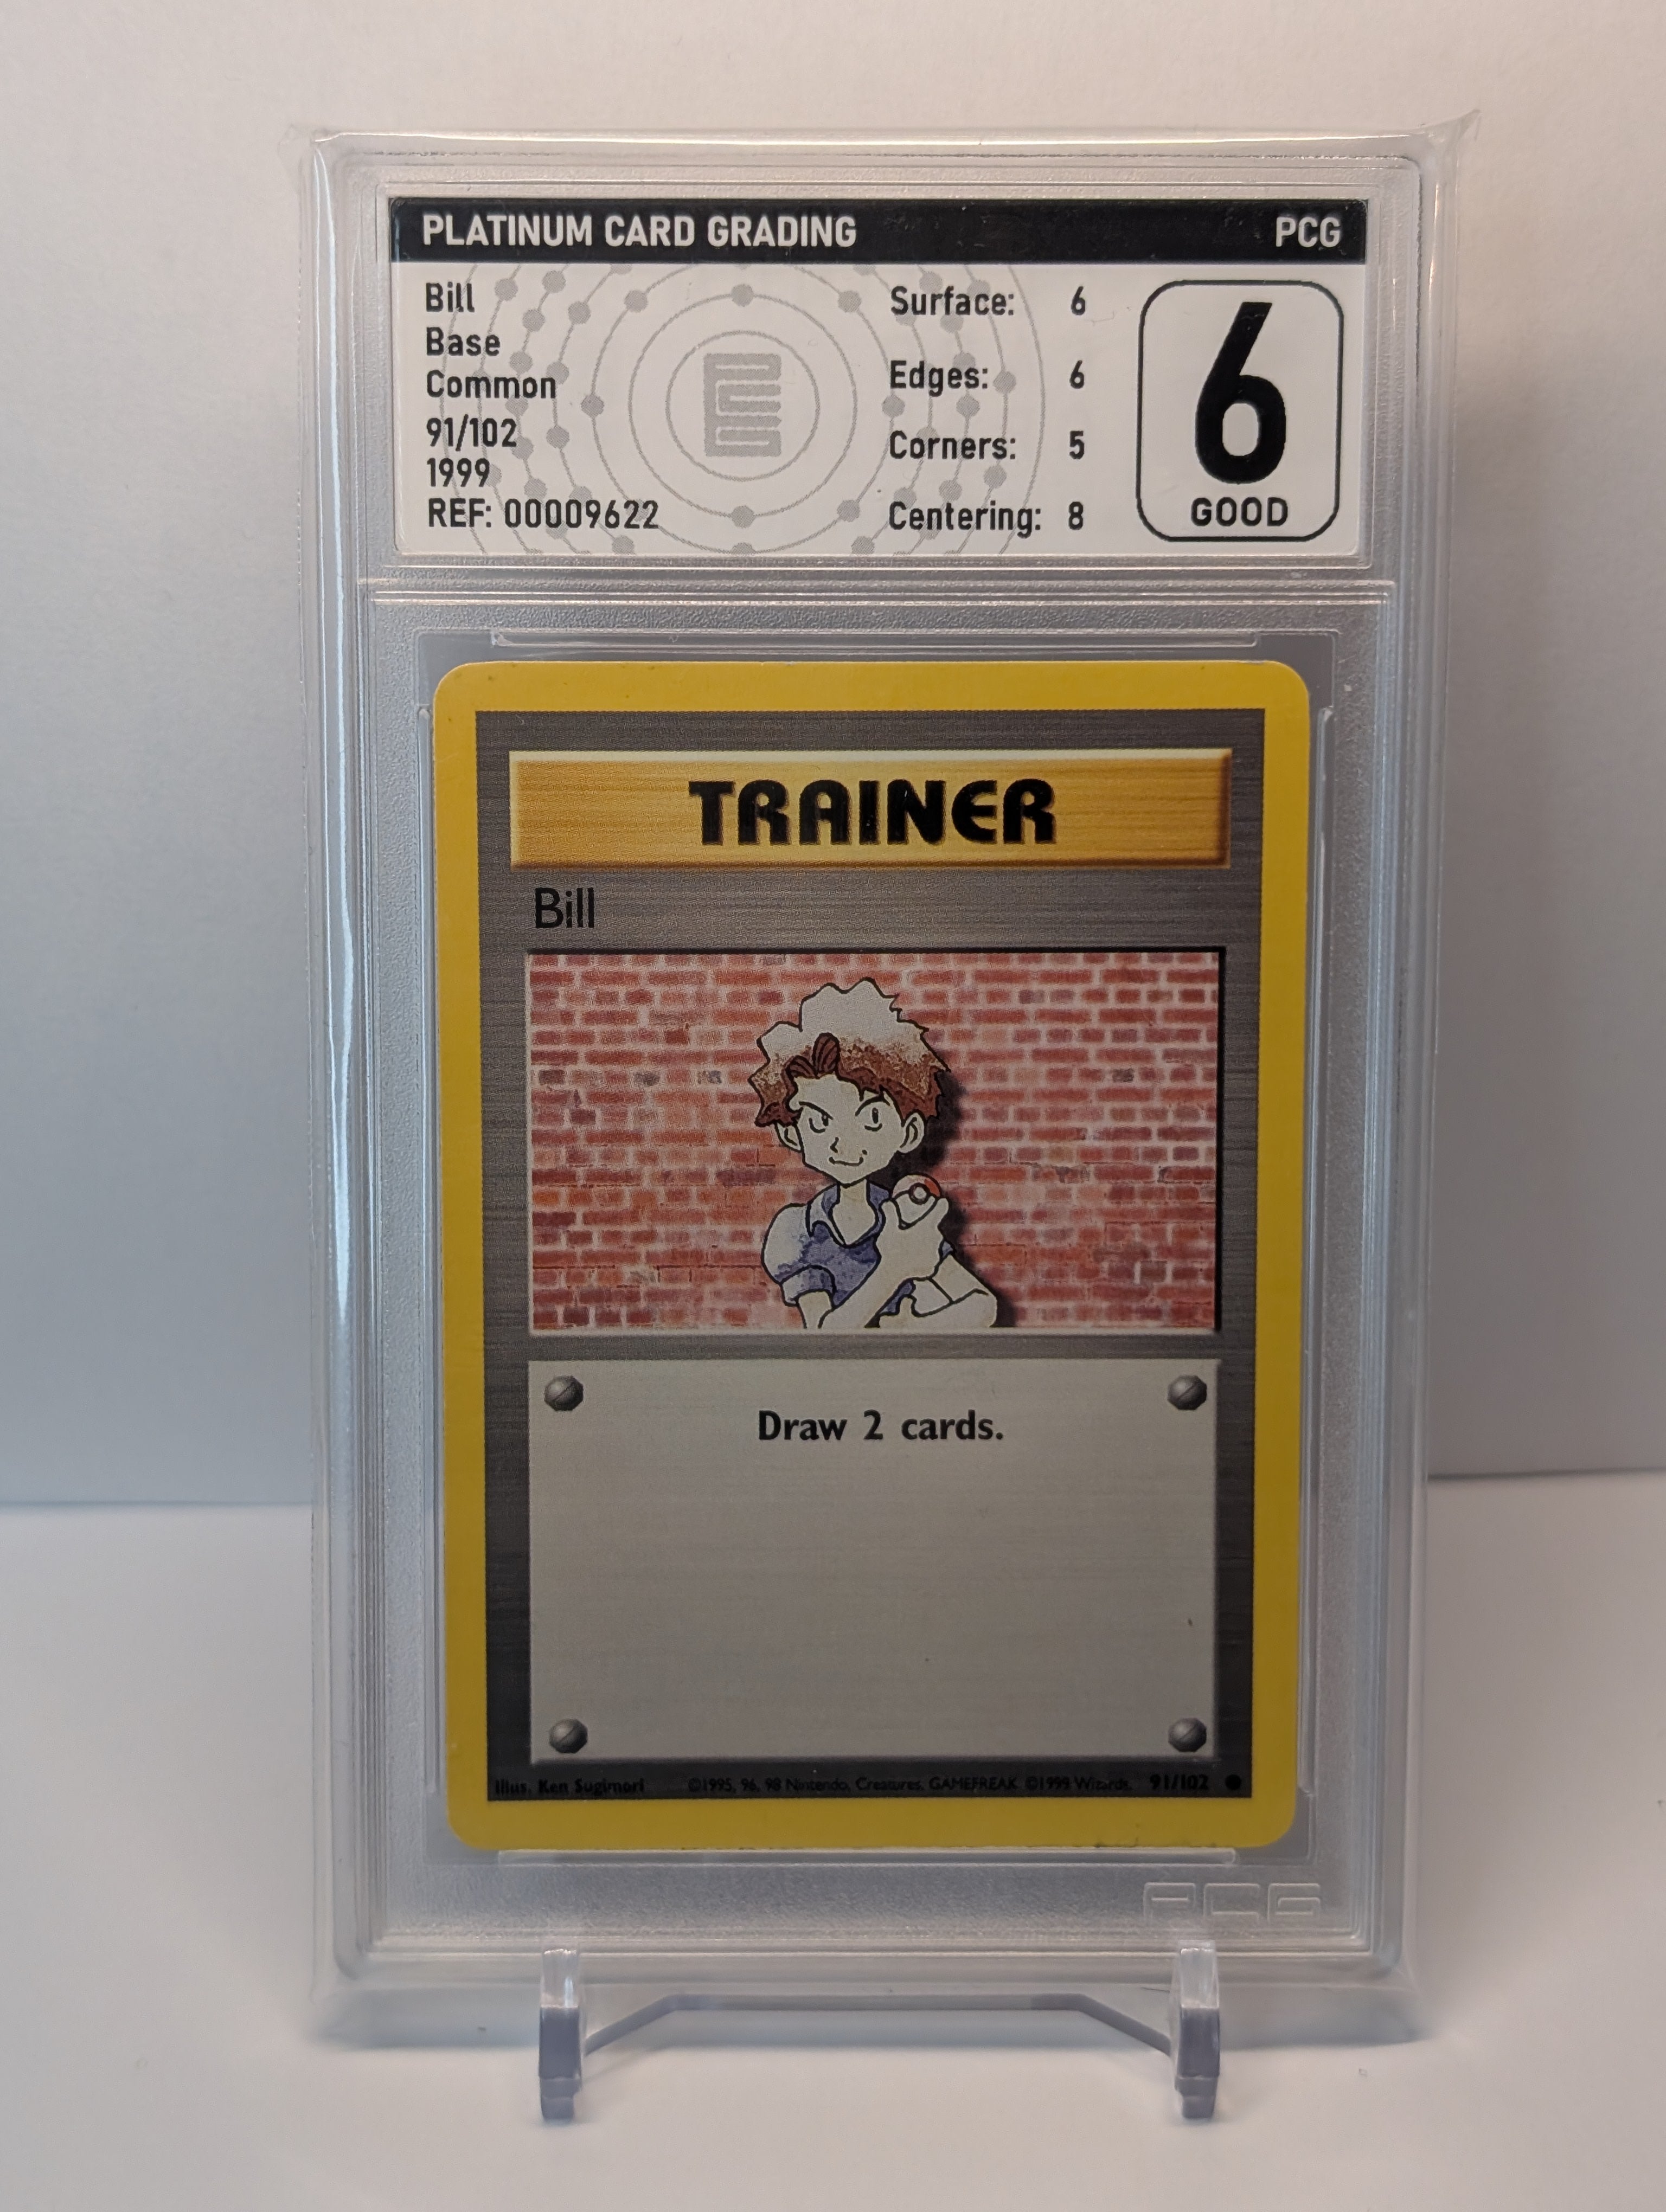 PLATINUM CARD GRADING PCG
Bill
Base
Common
91/102
1999
REF: 00009622
Surface: 6
Edges: 6
Corners: 5
Centering: 8
6
GOOD
TRAINER
Bill
Draw 2 cards.
Illus. Ken Sugimori ©1995, 96, 98 Nintendo, Creatures, GAMEFREAK ©1999 Wizards. 91/102
PCG